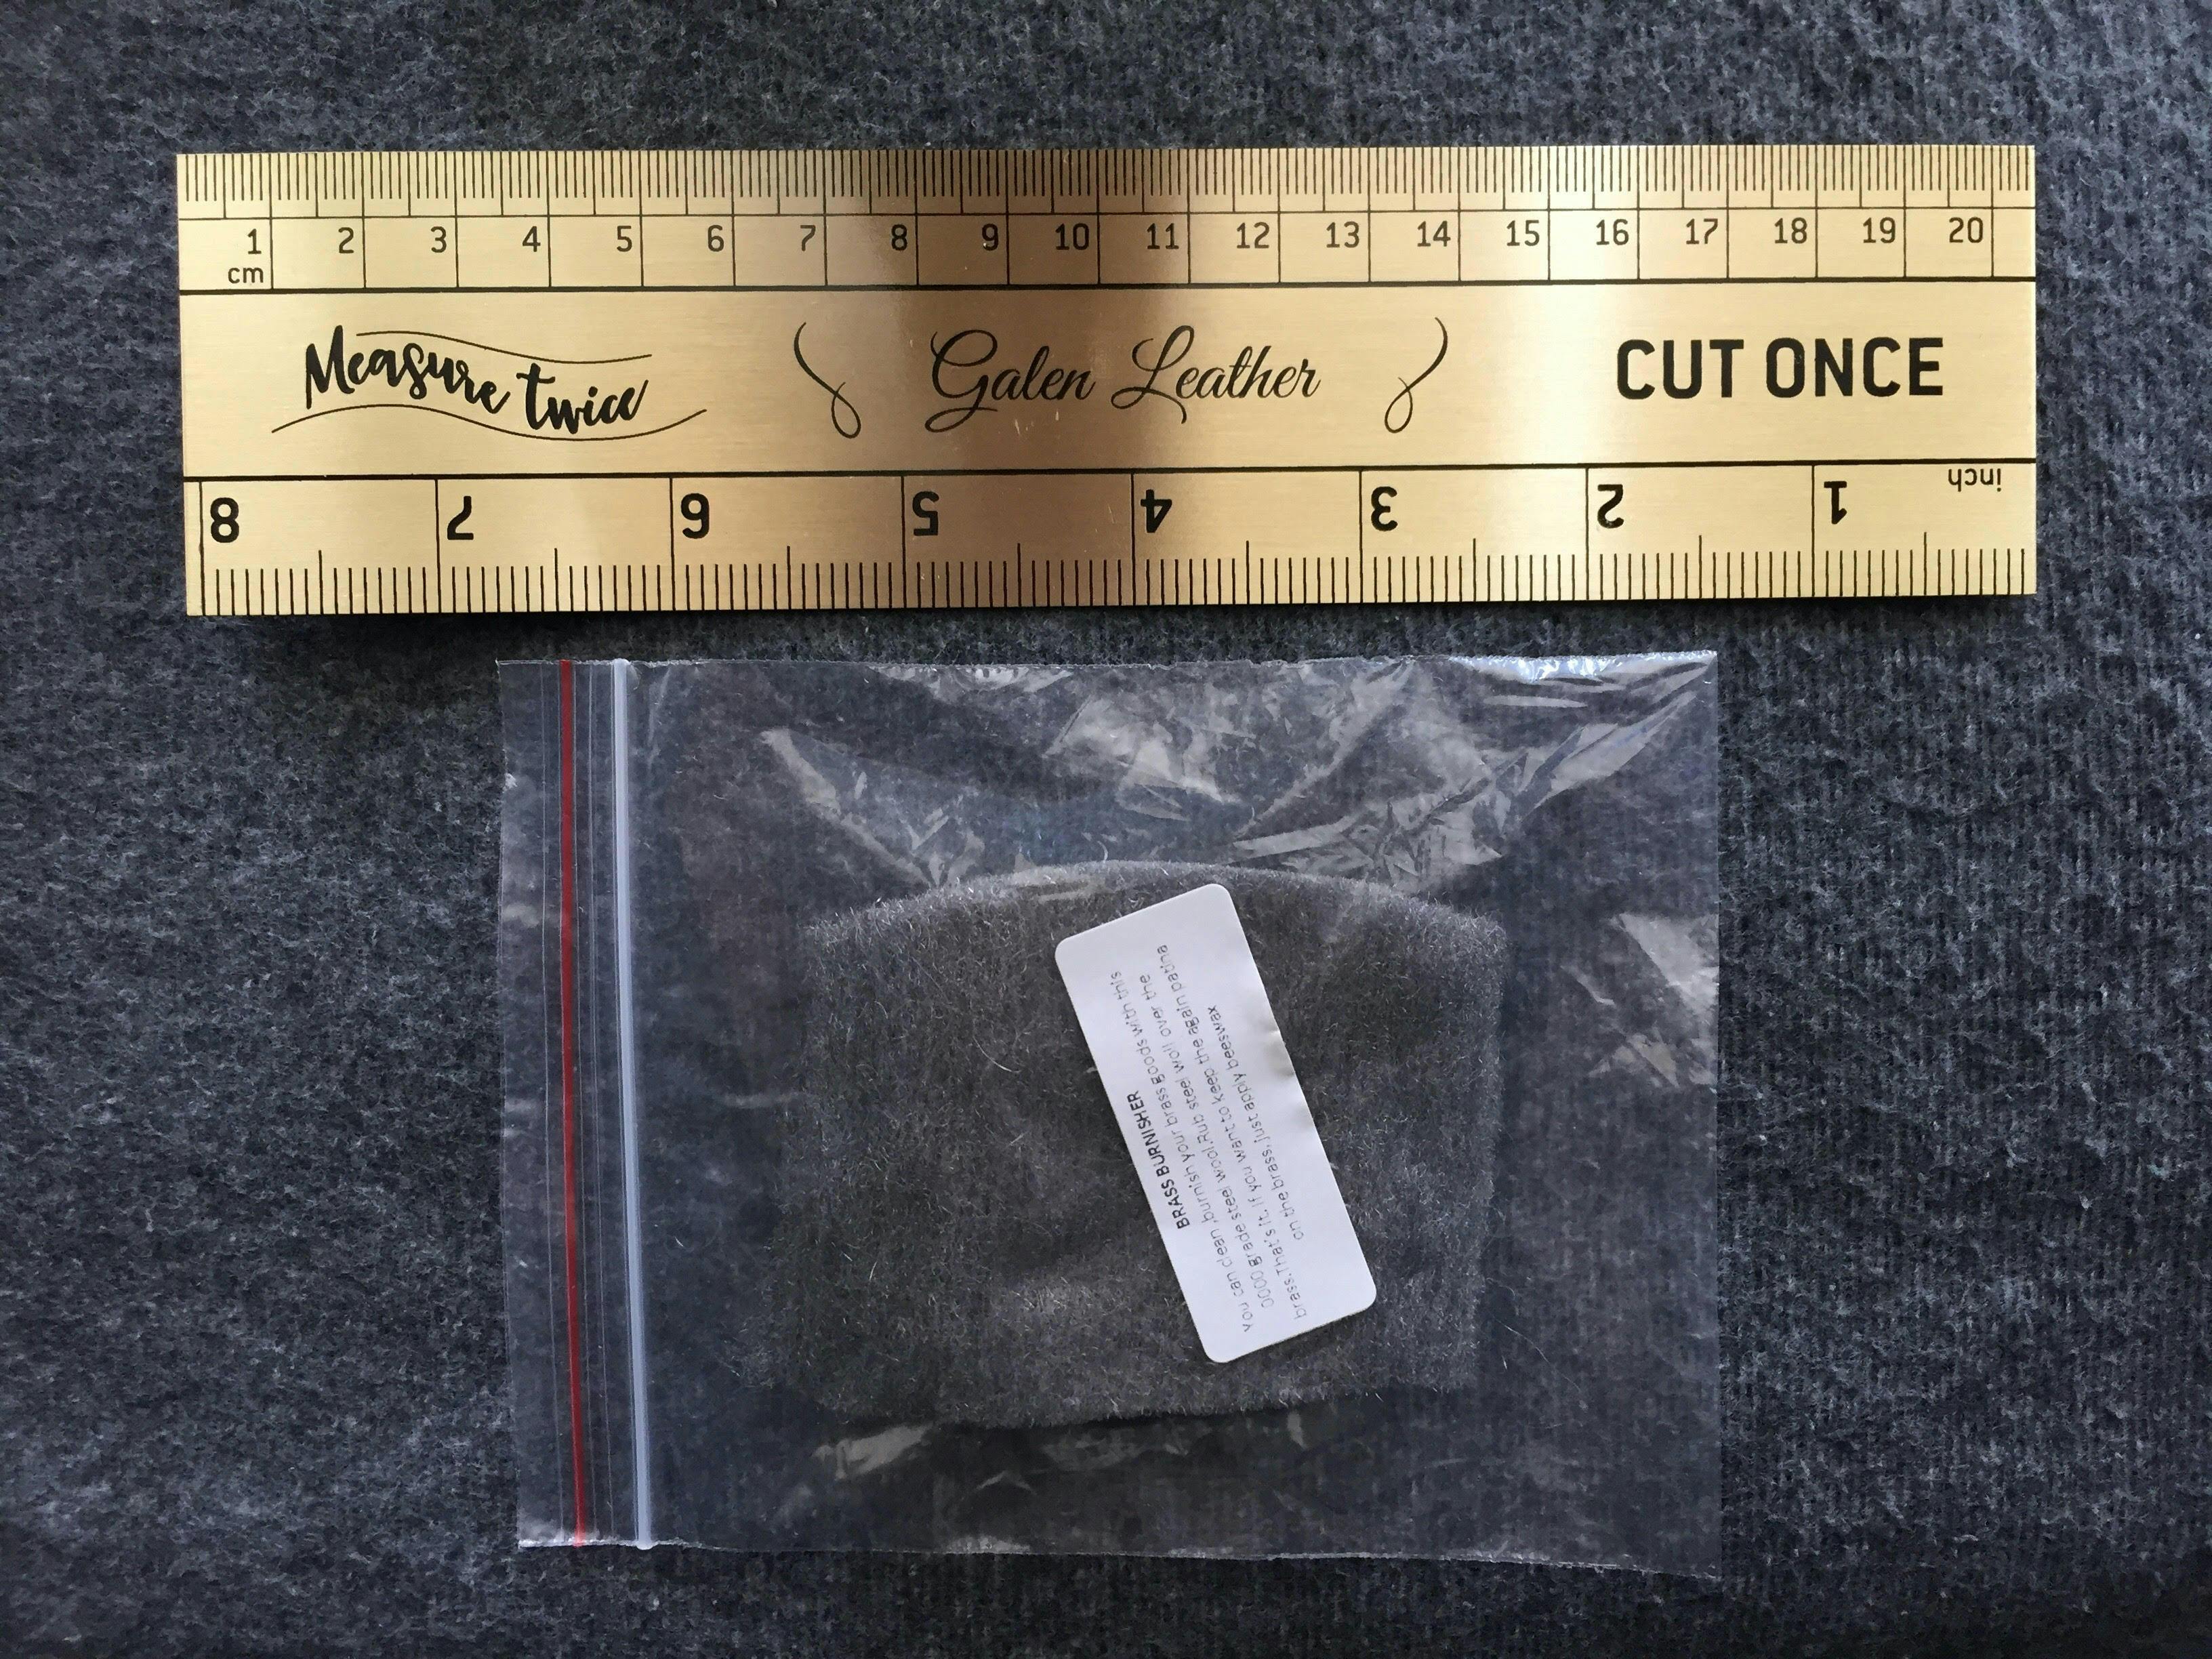 1 2 3 4 5 6 7 8 9 10 11 12 13 14 15 16 17 18 19 20
cm
Measure twice
Galen Leather
CUT ONCE
8 7 6 5 4 3 2 1 inch
BRASS BURNISHER
You can clean ,burnish your brass goods with this
0000 grade steel wool.Rub steel woll over the
brass.That's it. If you want to keep the again patina
on the brass, just apply beeswax